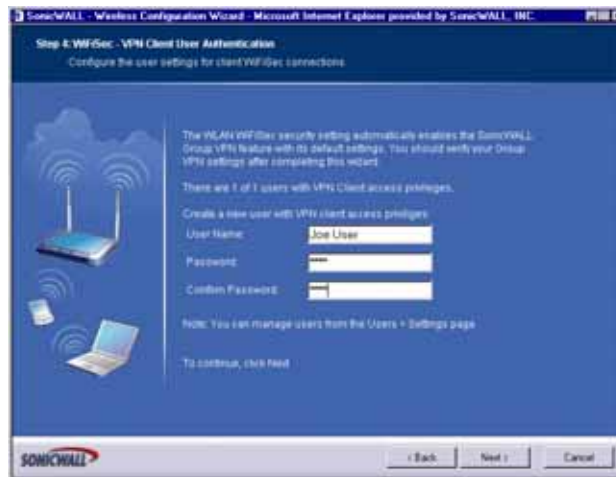 SonicWALL - Wireless Configuration Wizard - Microsoft Internet Explorer provided by SonicWALL, INC.
Step 4: WiFiSec - VPN Client User Authentication
Configure the user settings for client WiFiSec connections.
The WLAN WiFiSec security setting automatically enables the SonicWALL
Group VPN feature with its default settings. You should verify your Group
VPN settings after completing this wizard.
There are 1 of 1 users with VPN Client access privileges.
Create a new user with VPN client access priviliges:
User Name: Joe User
Password: ****
Confirm Password: ****
Note: You can manage users from the Users > Settings page
To continue, click Next
SONICWALL
< Back Next > Cancel